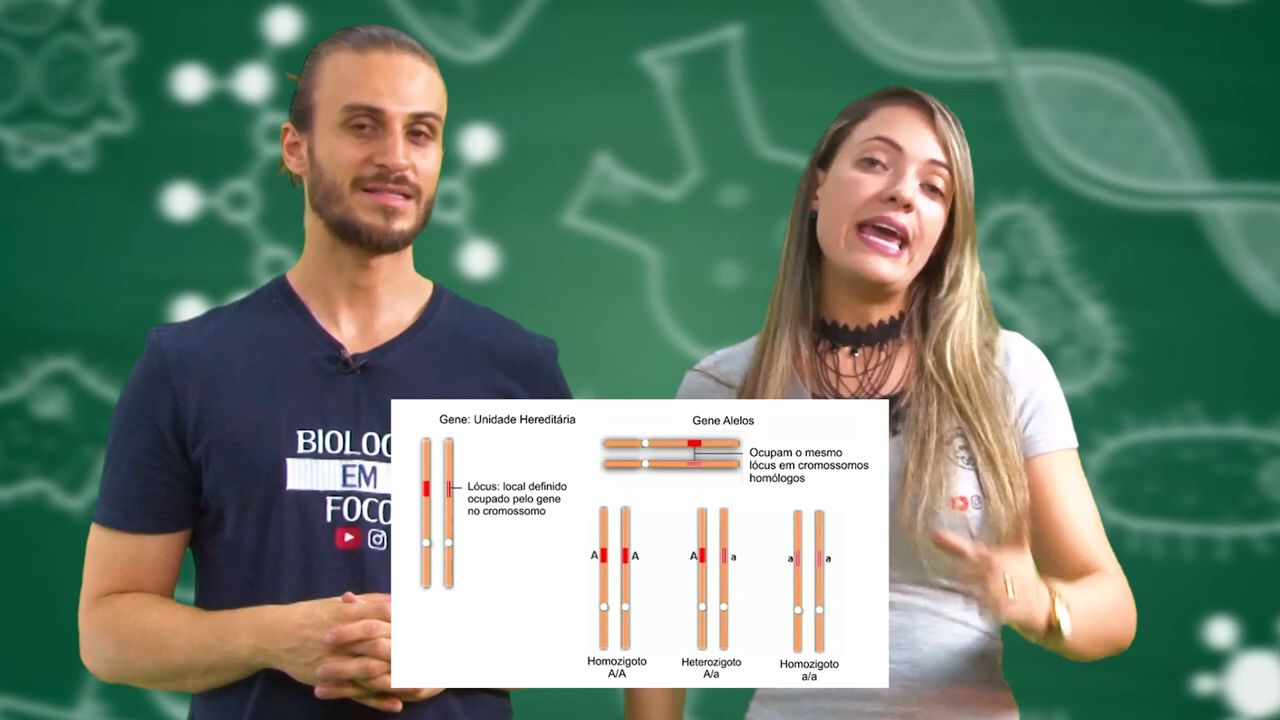 BIOLOG
EM
FOCO
Gene: Unidade Hereditária
Lócus: local definido
ocupado pelo gene
no cromossomo
Gene Alelos
Ocupam o mesmo
lócus em cromossomos
homólogos
A A
A a
a a
Homozigoto
A/A
Heterozigoto
A/a
Homozigoto
a/a